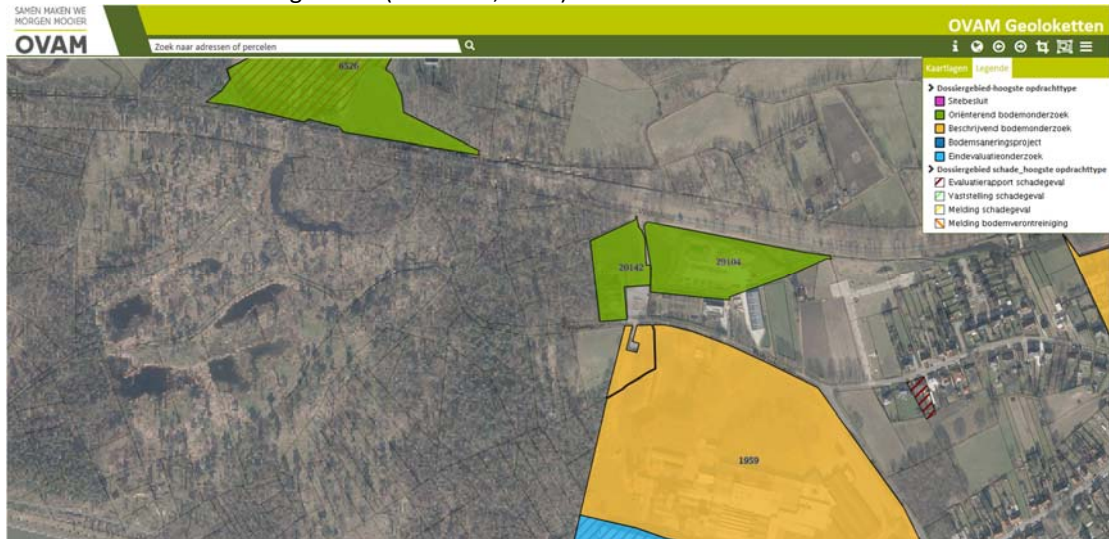 SAMEN MAKEN WE
MORGEN MOOIER
OVAM
OVAM Geoloketten
Zoek naar adressen of percelen
Kaartlagen Legende
Dossiergebied-hoogste opdrachttype
Sitebesluit
Oriënterend bodemonderzoek
Beschrijvend bodemonderzoek
Bodemsaneringsproject
Eindevaluatieonderzoek
Dossiergebied schade_hoogste opdrachttype
Evaluatierapport schadegeval
Vaststelling schadegeval
Melding schadegeval
Melding bodemverontreiniging
6526
20142
29104
1959